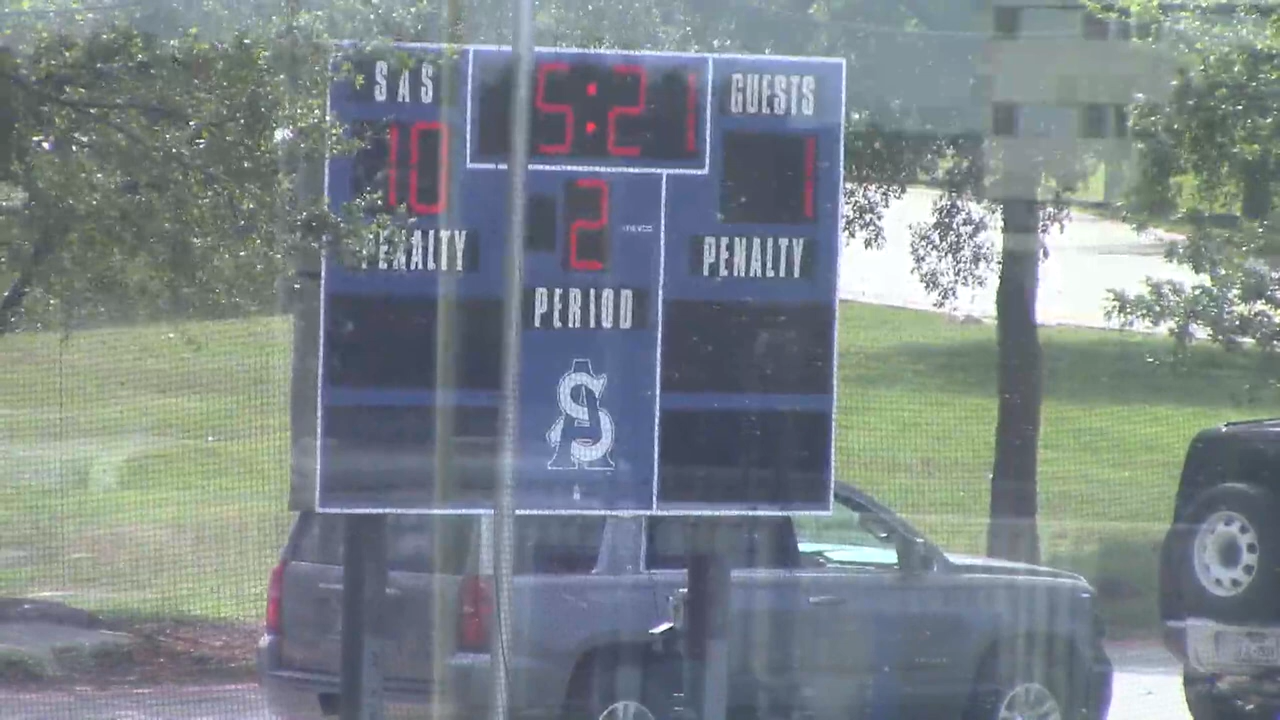 SAS 5:21 GUESTS
10 2 1
PENALTY PENALTY
PERIOD
SA